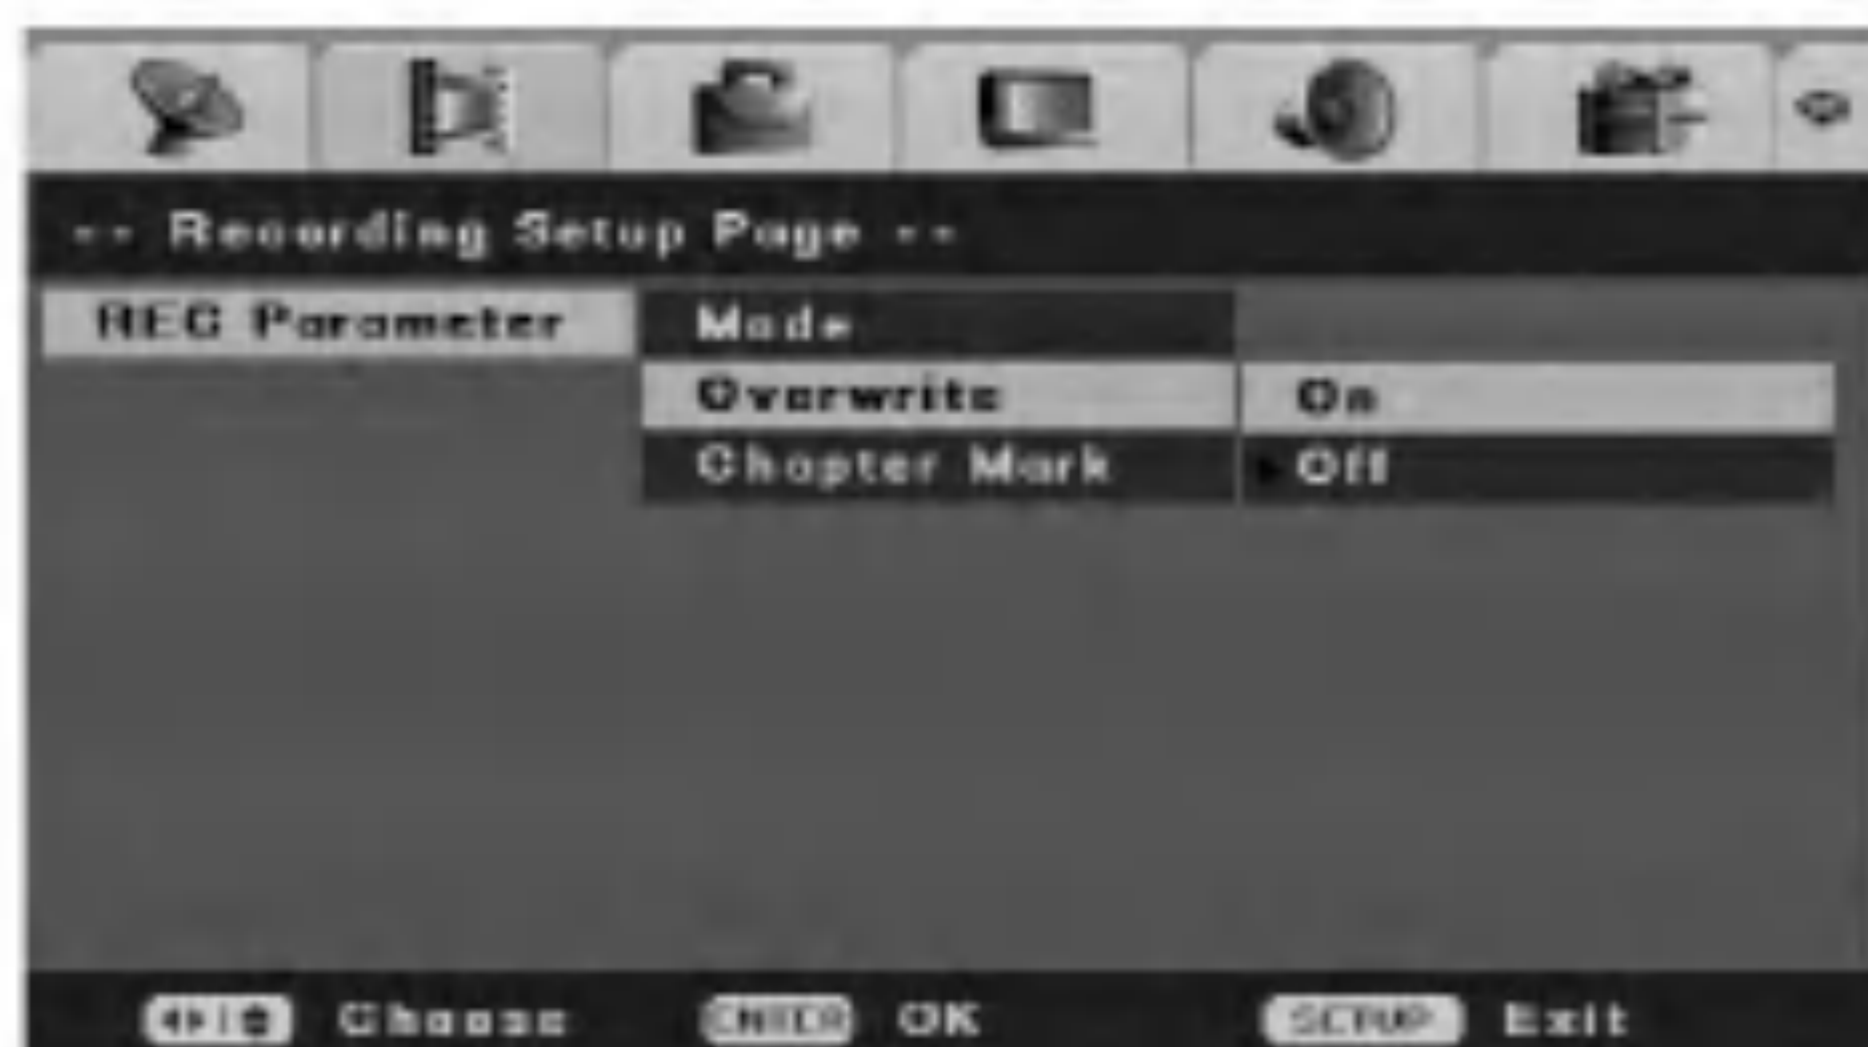 -- Recording Setup Page --
REC Parameter Mode
Overwrite On
Chapter Mark Off
Choose ENTER OK SETUP Exit